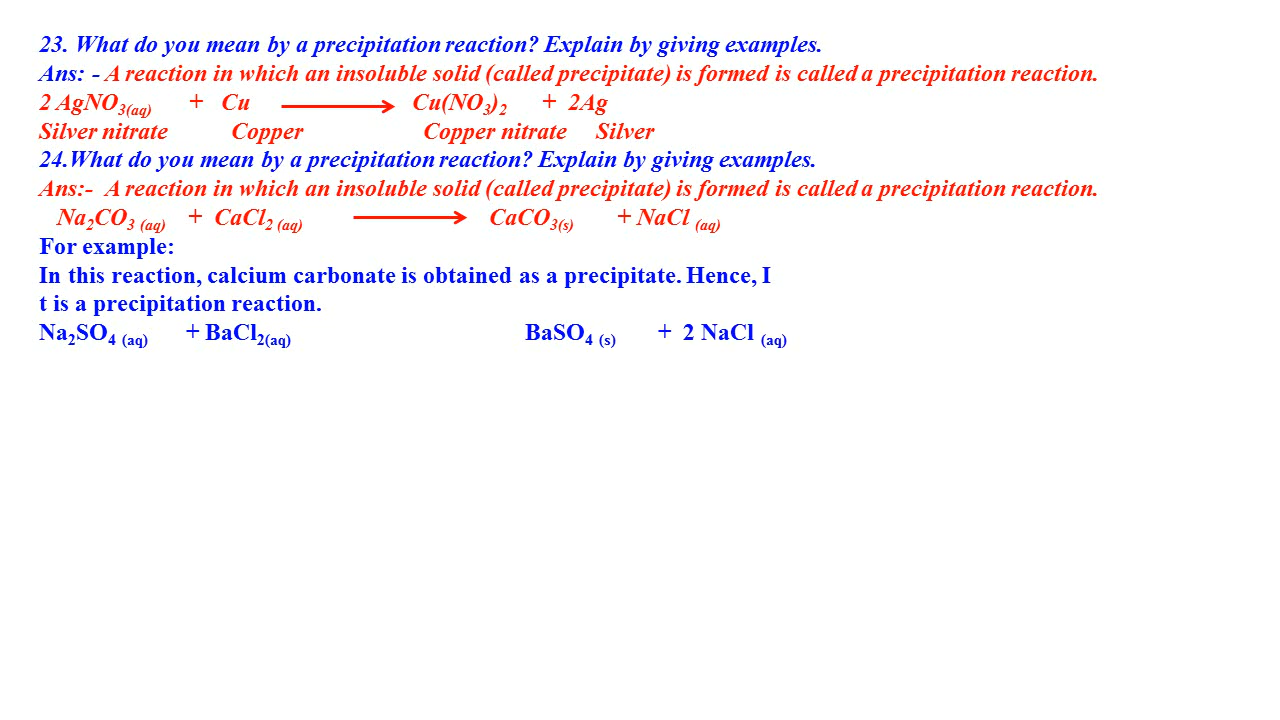 23. What do you mean by a precipitation reaction? Explain by giving examples.
Ans: - A reaction in which an insoluble solid (called precipitate) is formed is called a precipitation reaction.
2 AgNO3(aq) + Cu ⟶ Cu(NO3)2 + 2Ag
Silver nitrate Copper Copper nitrate Silver
24.What do you mean by a precipitation reaction? Explain by giving examples.
Ans:- A reaction in which an insoluble solid (called precipitate) is formed is called a precipitation reaction.
Na2CO3 (aq) + CaCl2 (aq) ⟶ CaCO3(s) + NaCl (aq)
For example:
In this reaction, calcium carbonate is obtained as a precipitate. Hence, I
t is a precipitation reaction.
Na2SO4 (aq) + BaCl2(aq) BaSO4 (s) + 2 NaCl (aq)